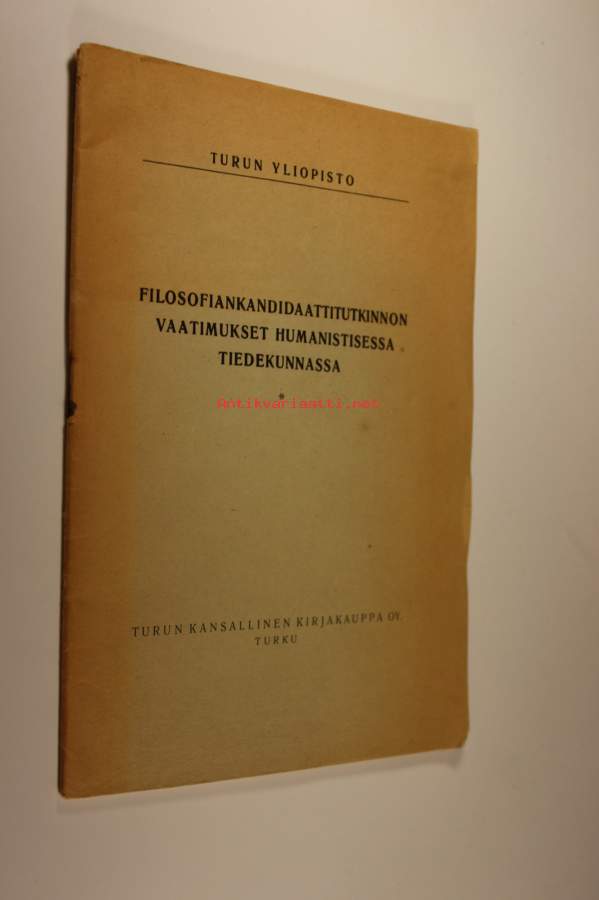 TURUN YLIOPISTO
FILOSOFIANKANDIDAATTITUTKINNON
VAATIMUKSET HUMANISTISESSA
TIEDEKUNNASSA
*
Antikvariaatti.net
TURUN KANSALLINEN KIRJAKAUPPA OY.
TURKU